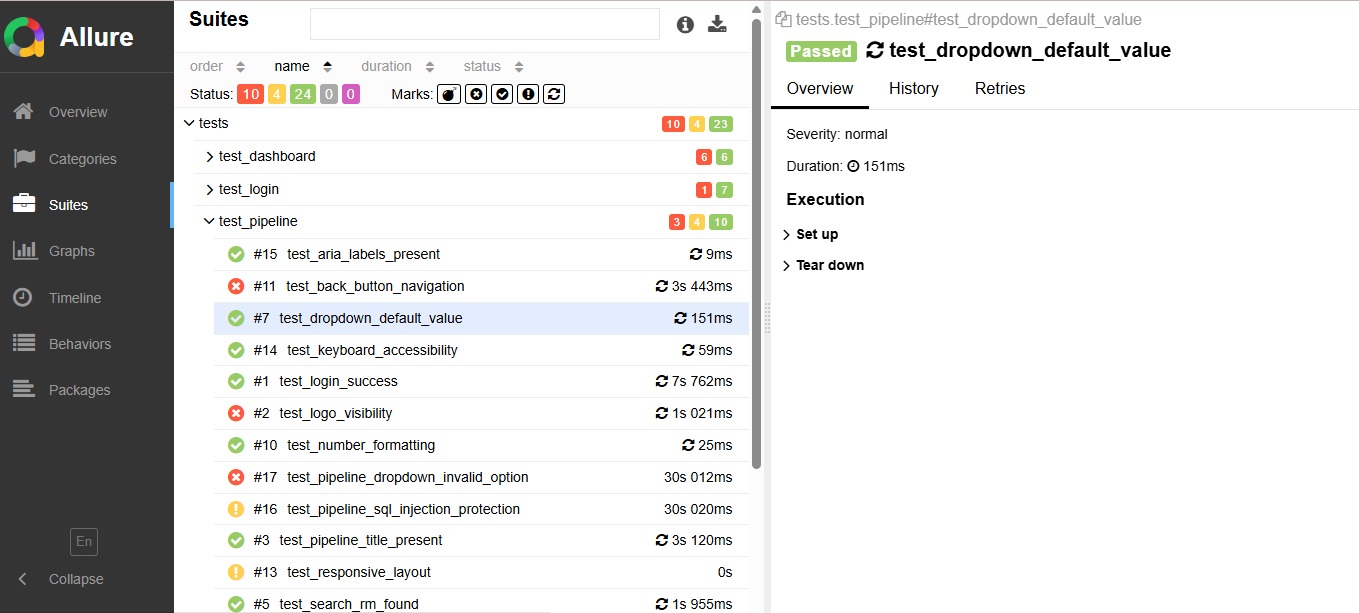 Allure
Overview
Categories
Suites
Graphs
Timeline
Behaviors
Packages
En
Collapse
Suites
order name duration status
Status: 10 4 24 0 0 Marks:
tests 10 4 23
test_dashboard 6 6
test_login 1 7
test_pipeline 3 4 10
#15 test_aria_labels_present 9ms
#11 test_back_button_navigation 3s 443ms
#7 test_dropdown_default_value 151ms
#14 test_keyboard_accessibility 59ms
#1 test_login_success 7s 762ms
#2 test_logo_visibility 1s 021ms
#10 test_number_formatting 25ms
#17 test_pipeline_dropdown_invalid_option 30s 012ms
#16 test_pipeline_sql_injection_protection 30s 020ms
#3 test_pipeline_title_present 3s 120ms
#13 test_responsive_layout 0s
#5 test_search_rm_found 1s 955ms
tests.test_pipeline#test_dropdown_default_value
Passed test_dropdown_default_value
Overview History Retries
Severity: normal
Duration: 151ms
Execution
Set up
Tear down